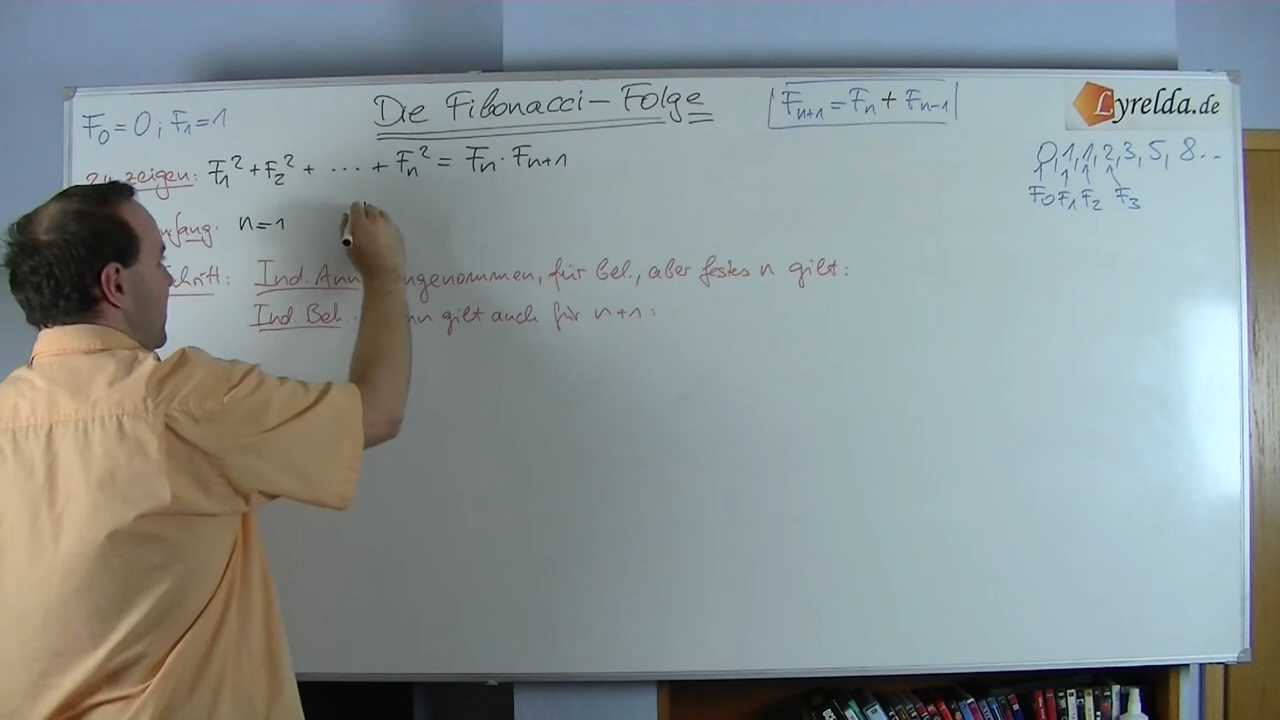 Die Fibonacci-Folge
F₀ = 0 ; F₁ = 1
Fₙ₊₁ = Fₙ + Fₙ₋₁
Lyrelda.de
0, 1, 1, 2, 3, 5, 8 ..
F₀ F₁ F₂ F₃
Zu zeigen: F₁² + F₂² + ... + Fₙ² = Fₙ · Fₙ₊₁
n=1
Ind. Ann gilt:, für bel., aber festes n gilt:
Ind. Beh. gilt auch für n+1: